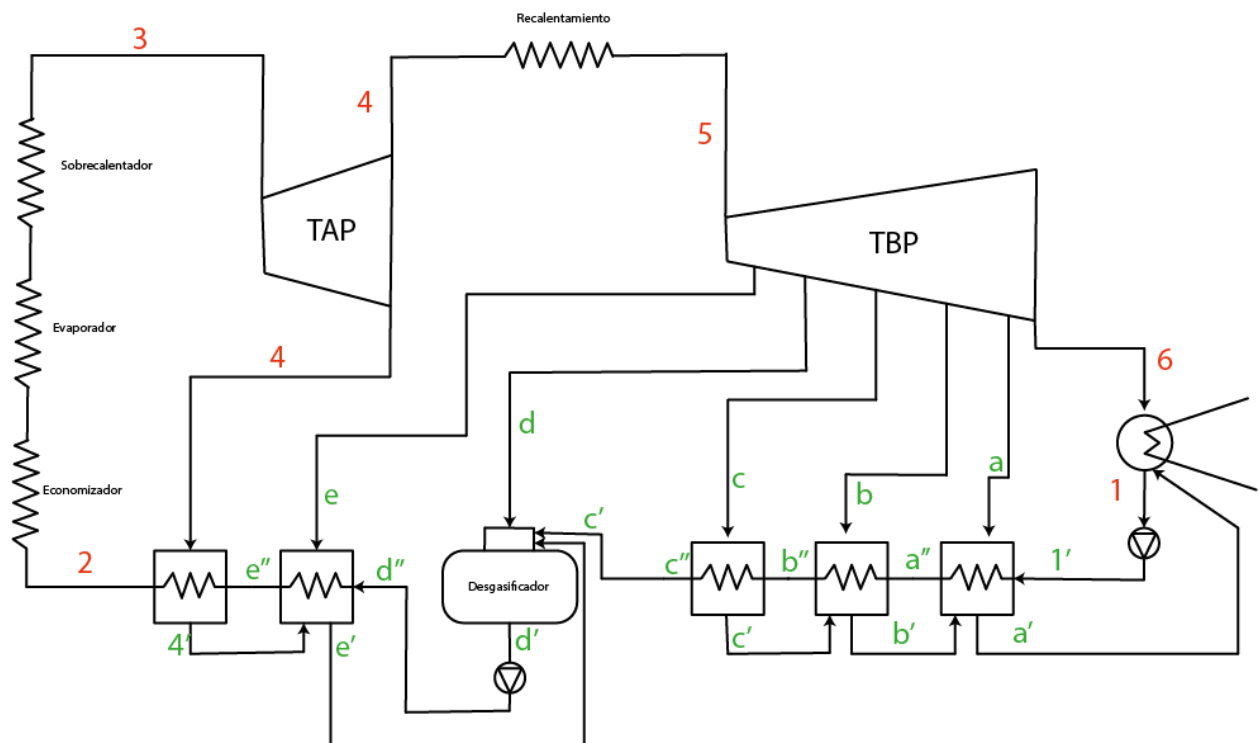 Recalentamiento
3
4
5
Sobrecalentador
TAP
TBP
Evaporador
4
6
d
c
b
a
Economizador
e
1
c'
2
e"
d"
Desgasificador
c"
b"
a"
1'
4'
e'
d'
c'
b'
a'